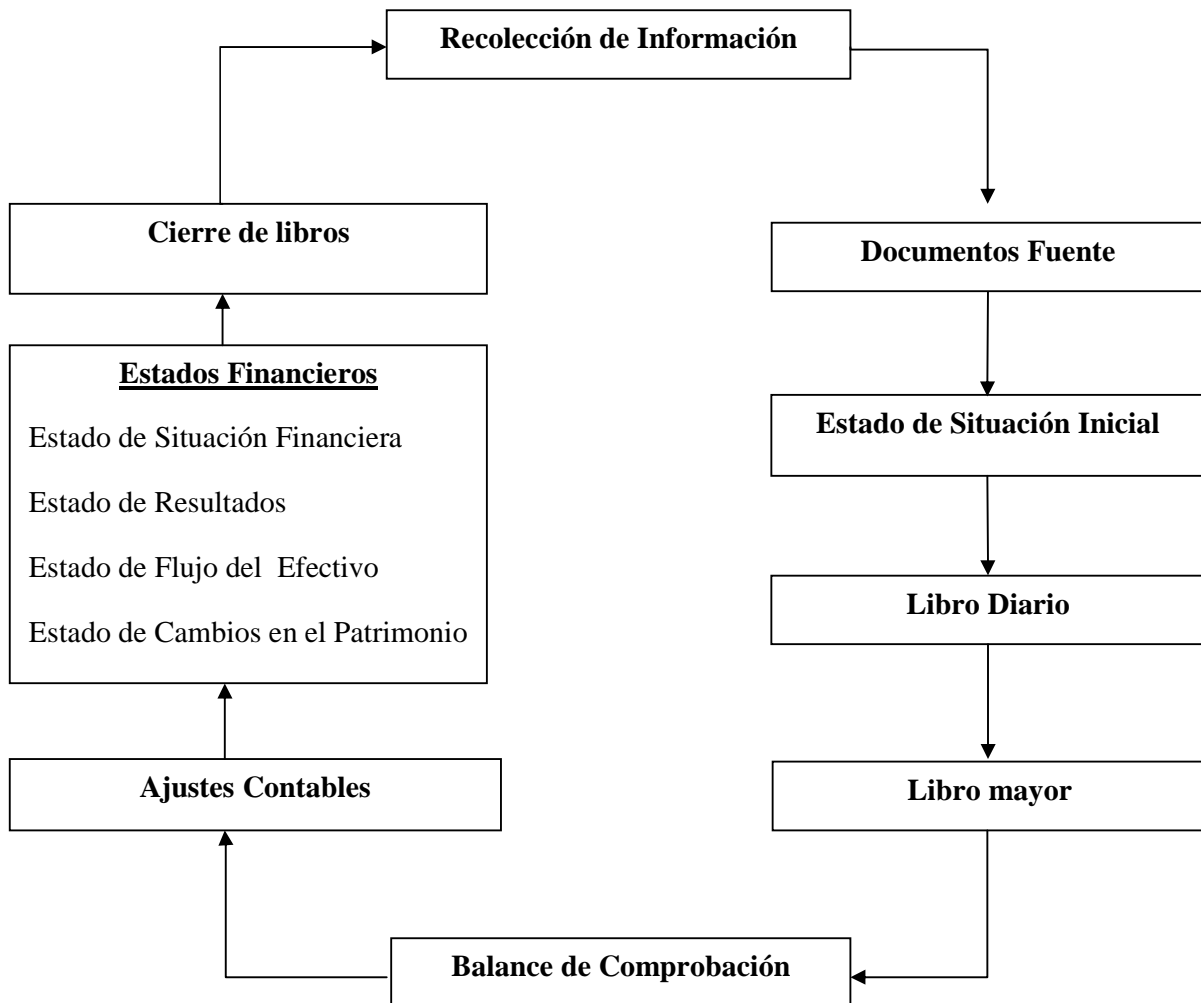 Recolección de Información
Cierre de libros
Documentos Fuente
Estados Financieros
Estado de Situación Financiera
Estado de Resultados
Estado de Flujo del Efectivo
Estado de Cambios en el Patrimonio
Estado de Situación Inicial
Libro Diario
Ajustes Contables
Libro mayor
Balance de Comprobación